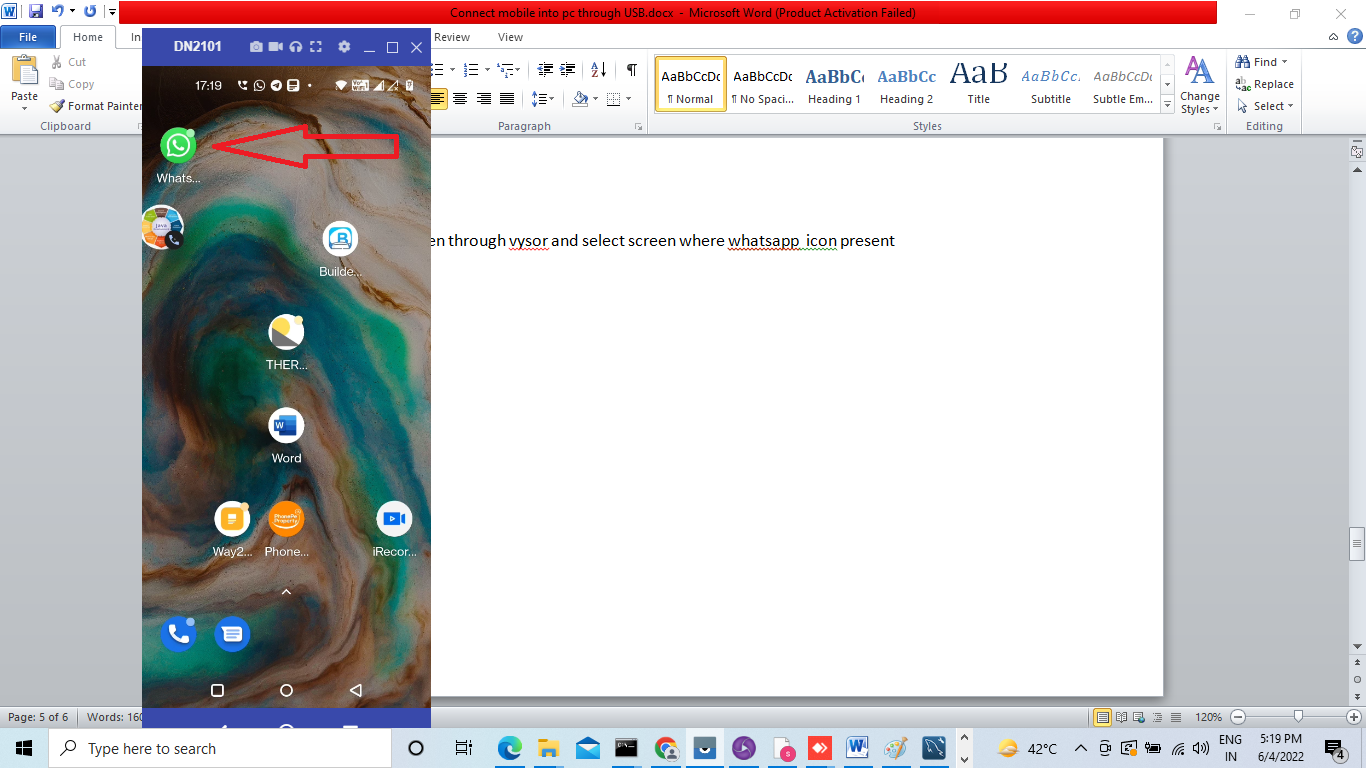 Connect mobile into pc through USB.docx - Microsoft Word (Product Activation Failed)
File Home In Review View
DN2101
Paste
Cut
Copy
Format Painter
Clipboard
Paragraph
AaBbCcDc
¶ Normal
AaBbCcDc
¶ No Spaci...
AaBbCc
Heading 1
AaBbCc
Heading 2
AaB
Title
AaBbCc.
Subtitle
AaBbCcDc
Subtle Em...
Styles
Change
Styles
Find
Replace
Select
Editing
17:19
Whats...
Java
Builde...
en through vysor and select screen where whatsapp icon present
THER...
Word
PhonePe
Property
Way2...
Phone...
iRecor...
Page: 5 of 6
Words: 160
120%
Type here to search
42°C
ENG
IN
5:19 PM
6/4/2022
4